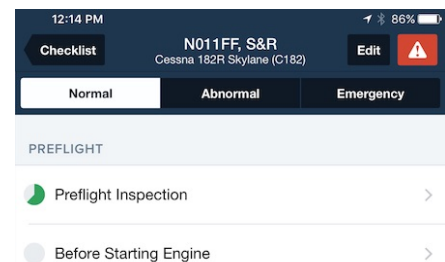 12:14 PM 86%
Checklist N011FF, S&R Edit
Cessna 182R Skylane (C182)
Normal Abnormal Emergency
PREFLIGHT
Preflight Inspection
Before Starting Engine